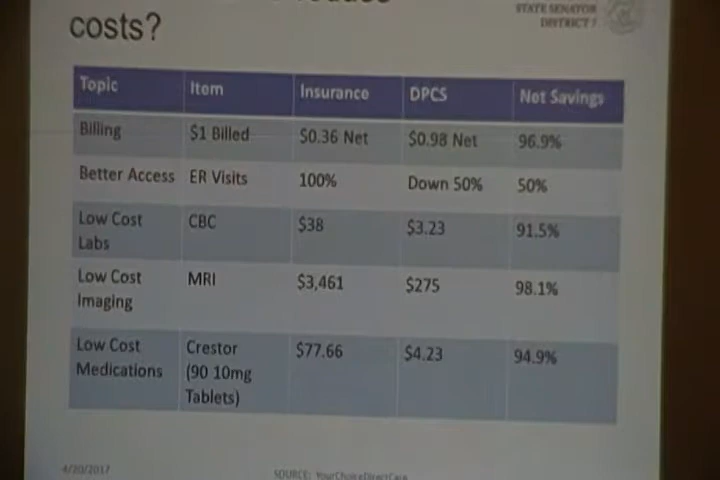 costs?
STATE SENATOR
DISTRICT 7
Topic Item Insurance DPCS Net Savings
Billing $1 Billed $0.36 Net $0.98 Net 96.9%
Better Access ER Visits 100% Down 50% 50%
Low Cost Labs CBC $38 $3.23 91.5%
Low Cost Imaging MRI $3,461 $275 98.1%
Low Cost Medications Crestor (90 10mg Tablets) $77.66 $4.23 94.9%
4/20/2017
SOURCE: YourChoiceDirectCare